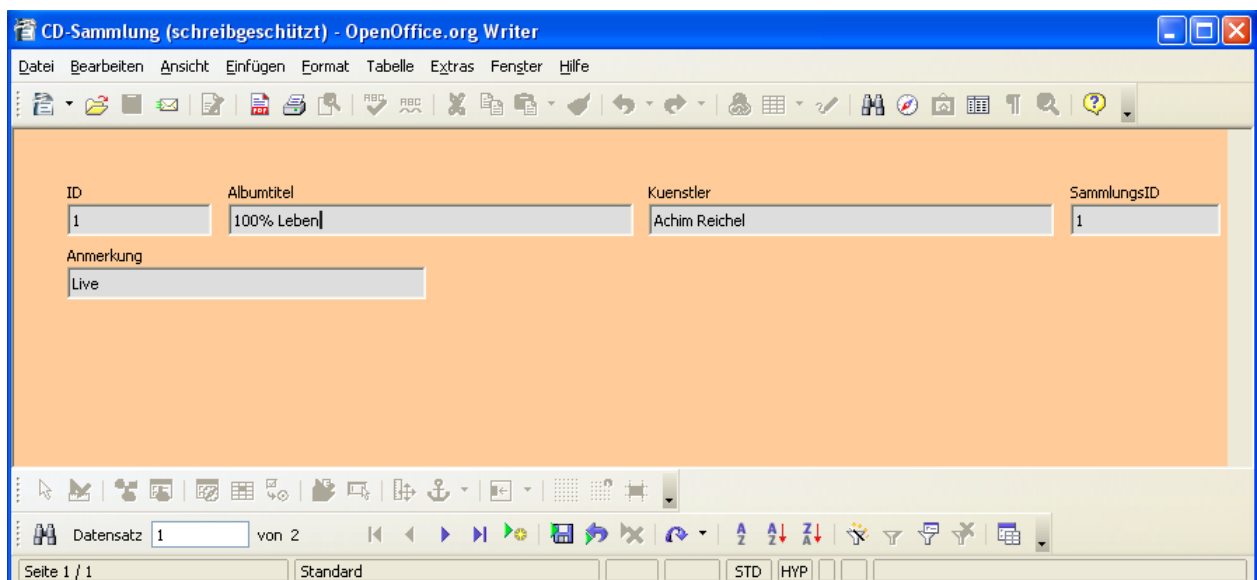 CD-Sammlung (schreibgeschützt) - OpenOffice.org Writer
Datei Bearbeiten Ansicht Einfügen Format Tabelle Extras Fenster Hilfe
ID Albumtitel Kuenstler SammlungsID
1 100% Leben Achim Reichel 1
Anmerkung
Live
Datensatz 1 von 2
Seite 1 / 1 Standard STD HYP